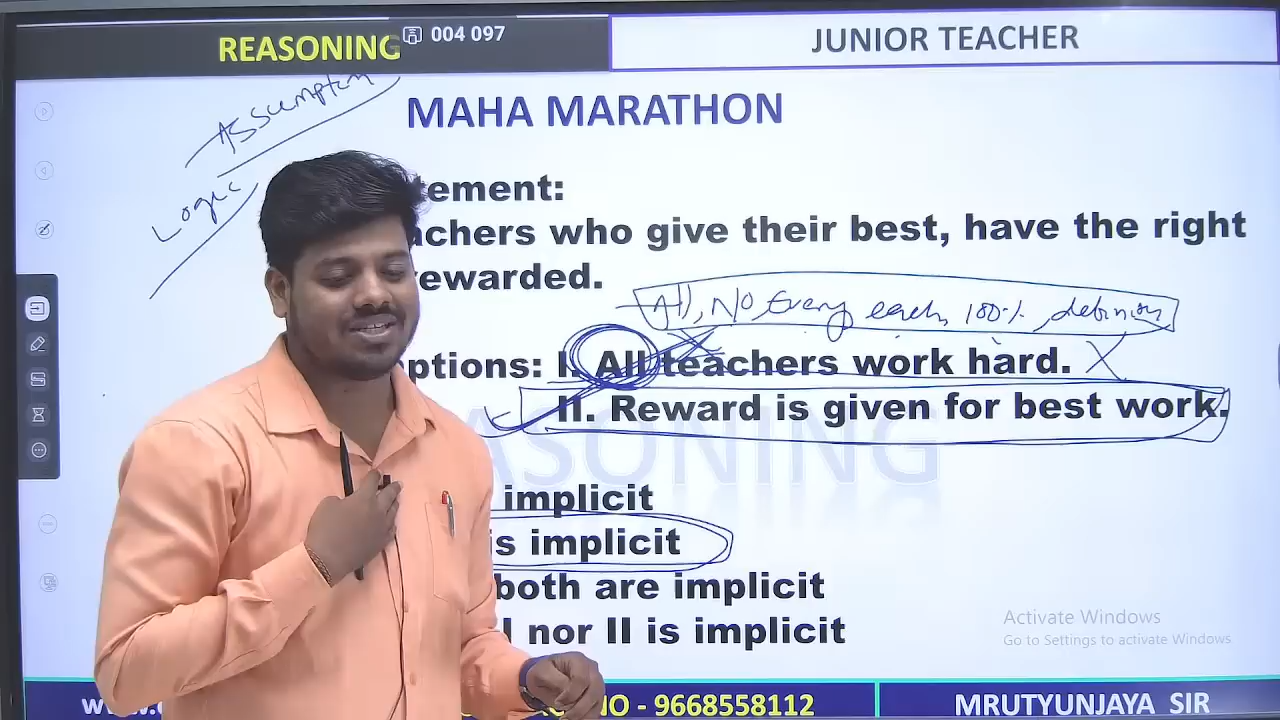 REASONING
004 097
JUNIOR TEACHER
Assumption
Logic
MAHA MARATHON
tement:
achers who give their best, have the right
ewarded.
All, No, Every each, 100%,
ptions: I. All teachers work hard. X
II. Reward is given for best work.
REASONING
implicit
is implicit
both are implicit
I nor II is implicit
Activate Windows
Go to Settings to activate Windows
www.
NO - 9668558112
MRUTYUNJAYA SIR